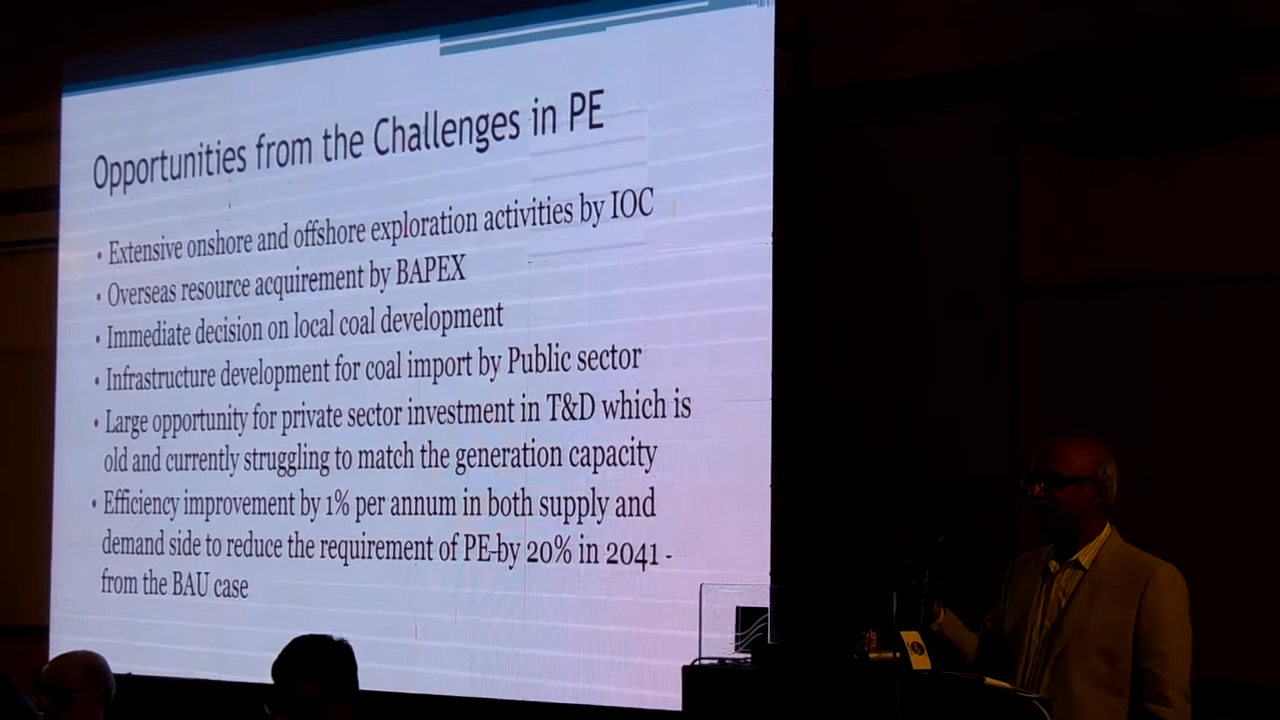 Opportunities from the Challenges in PE
• Extensive onshore and offshore exploration activities by IOC
• Overseas resource acquirement by BAPEX
• Immediate decision on local coal development
• Infrastructure development for coal import by Public sector
• Large opportunity for private sector investment in T&D which is
old and currently struggling to match the generation capacity
• Efficiency improvement by 1% per annum in both supply and
demand side to reduce the requirement of PE-by 20% in 2041 -
from the BAU case